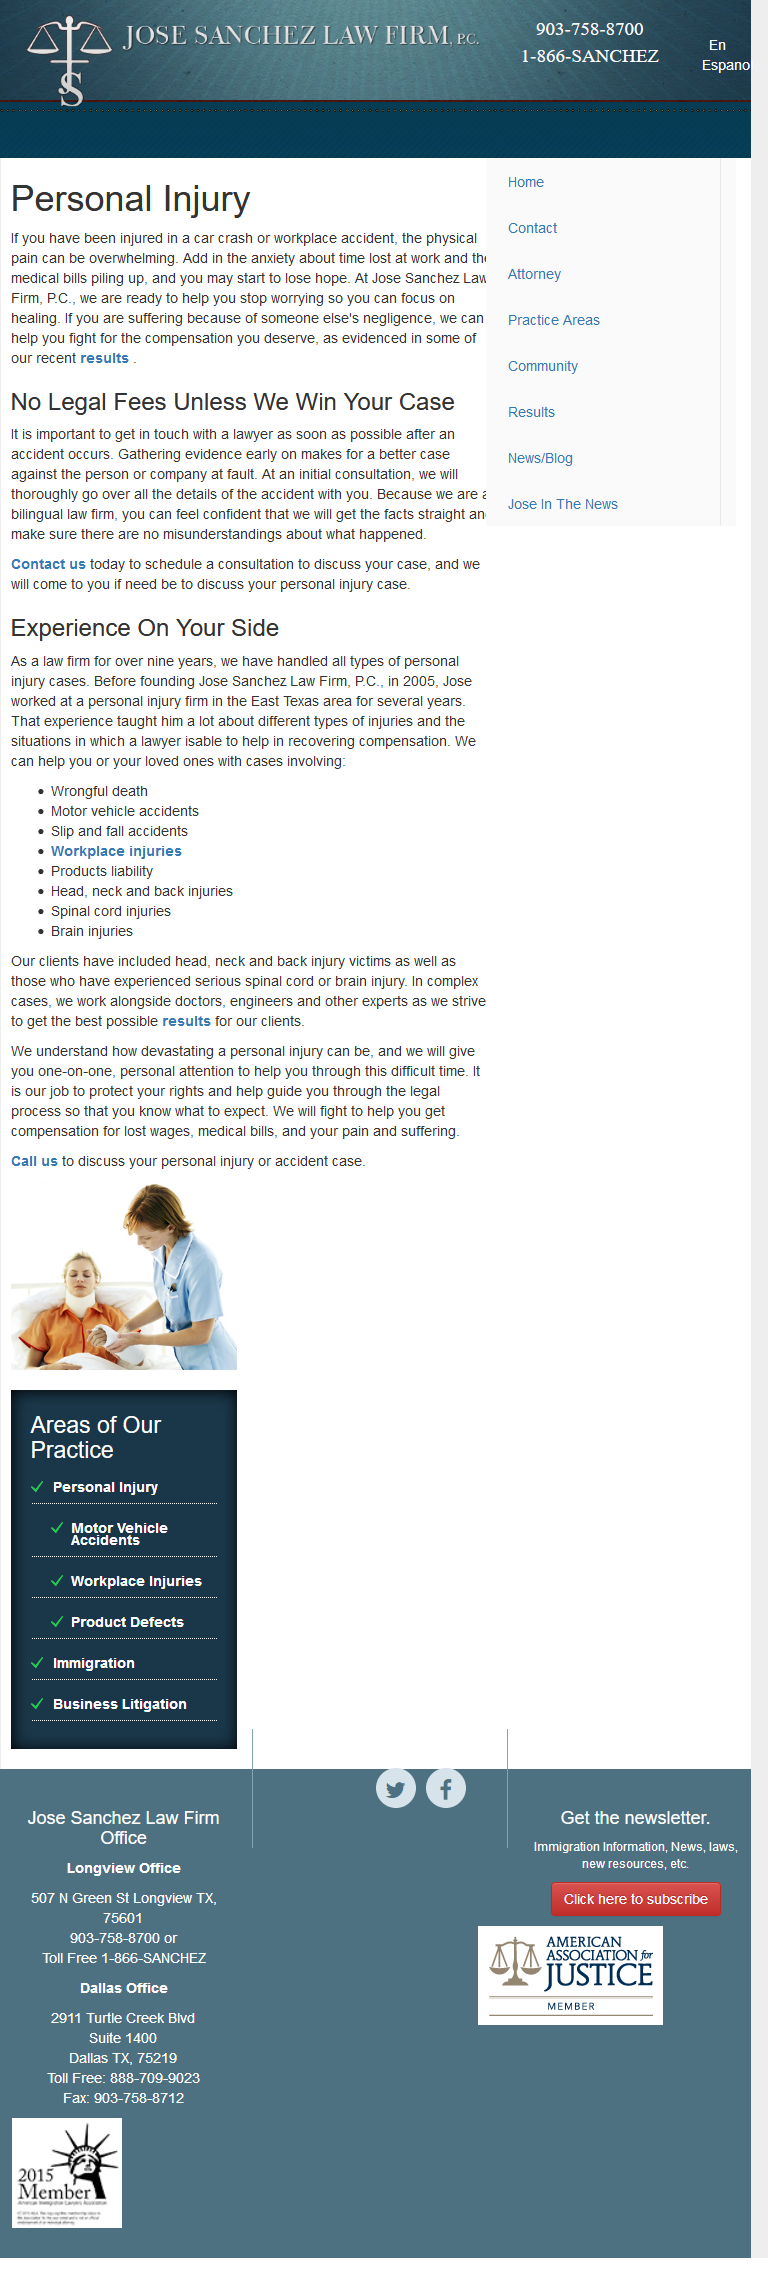 JOSE SANCHEZ LAW FIRM, P.C.
903-758-8700
1-866-SANCHEZ
En
Espano
JS
Home
Contact
Attorney
Practice Areas
Community
Results
News/Blog
Jose In The News
Personal Injury
If you have been injured in a car crash or workplace accident, the physical
pain can be overwhelming. Add in the anxiety about time lost at work and the
medical bills piling up, and you may start to lose hope. At Jose Sanchez Law
Firm, P.C., we are ready to help you stop worrying so you can focus on
healing. If you are suffering because of someone else's negligence, we can
help you fight for the compensation you deserve, as evidenced in some of
our recent results .
No Legal Fees Unless We Win Your Case
It is important to get in touch with a lawyer as soon as possible after an
accident occurs. Gathering evidence early on makes for a better case
against the person or company at fault. At an initial consultation, we will
thoroughly go over all the details of the accident with you. Because we are a
bilingual law firm, you can feel confident that we will get the facts straight and
make sure there are no misunderstandings about what happened.
Contact us today to schedule a consultation to discuss your case, and we
will come to you if need be to discuss your personal injury case.
Experience On Your Side
As a law firm for over nine years, we have handled all types of personal
injury cases. Before founding Jose Sanchez Law Firm, P.C., in 2005, Jose
worked at a personal injury firm in the East Texas area for several years.
That experience taught him a lot about different types of injuries and the
situations in which a lawyer isable to help in recovering compensation. We
can help you or your loved ones with cases involving:
Wrongful death
Motor vehicle accidents
Slip and fall accidents
Workplace injuries
Products liability
Head, neck and back injuries
Spinal cord injuries
Brain injuries
Our clients have included head, neck and back injury victims as well as
those who have experienced serious spinal cord or brain injury. In complex
cases, we work alongside doctors, engineers and other experts as we strive
to get the best possible results for our clients.
We understand how devastating a personal injury can be, and we will give
you one-on-one, personal attention to help you through this difficult time. It
is our job to protect your rights and help guide you through the legal
process so that you know what to expect. We will fight to help you get
compensation for lost wages, medical bills, and your pain and suffering.
Call us to discuss your personal injury or accident case.
Areas of Our
Practice
Personal Injury
Motor Vehicle
Accidents
Workplace Injuries
Product Defects
Immigration
Business Litigation
Jose Sanchez Law Firm
Office
Longview Office
507 N Green St Longview TX,
75601
903-758-8700 or
Toll Free 1-866-SANCHEZ
Dallas Office
2911 Turtle Creek Blvd
Suite 1400
Dallas TX, 75219
Toll Free: 888-709-9023
Fax: 903-758-8712
2015
Member
American Immigration Lawyers Association
Get the newsletter.
Immigration Information, News, laws,
new resources, etc.
Click here to subscribe
AMERICAN
ASSOCIATION for
JUSTICE
MEMBER